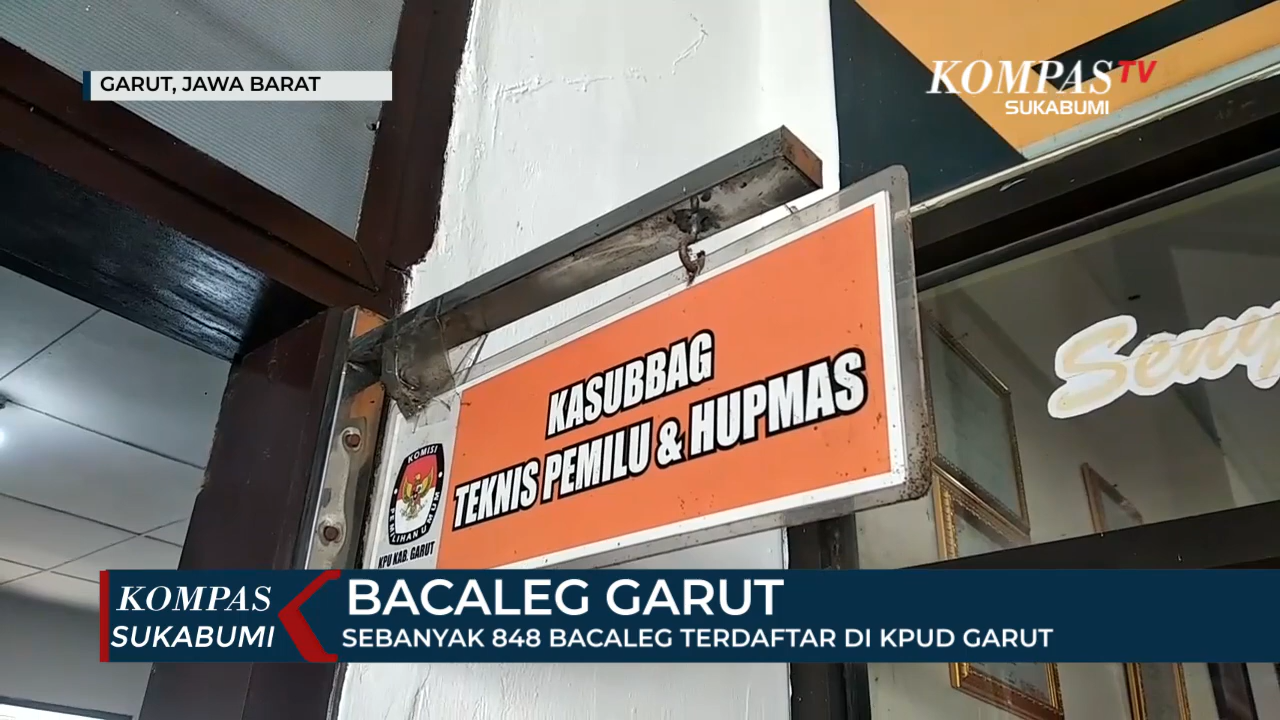 GARUT, JAWA BARAT
KOMPAS TV
SUKABUMI
KASUBBAG
TEKNIS PEMILU & HUPMAS
KOMISI
PEMILIHAN UMUM
KPU KAB. GARUT
KOMPAS
SUKABUMI
BACALEG GARUT
SEBANYAK 848 BACALEG TERDAFTAR DI KPUD GARUT